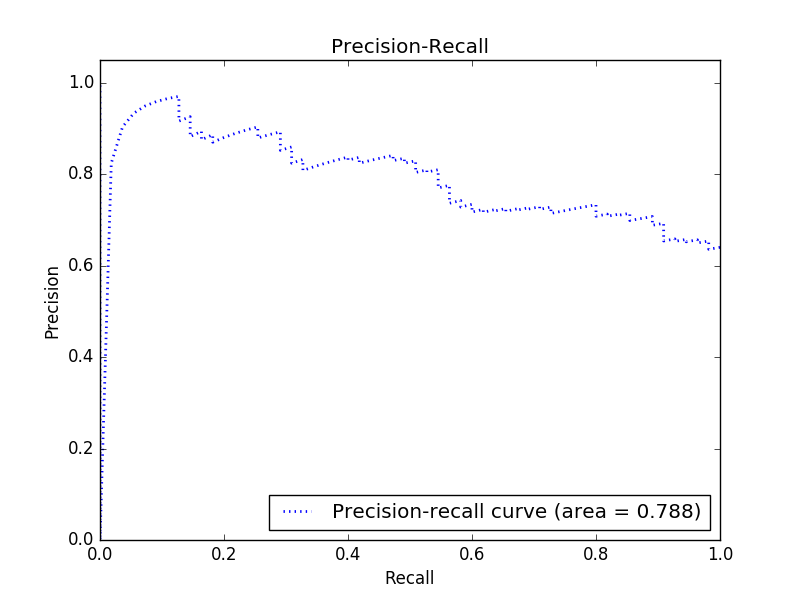 Precision-Recall
1.0
0.8
0.6
0.4
0.2
0.0
Precision
0.0 0.2 0.4 0.6 0.8 1.0
Recall
Precision-recall curve (area = 0.788)